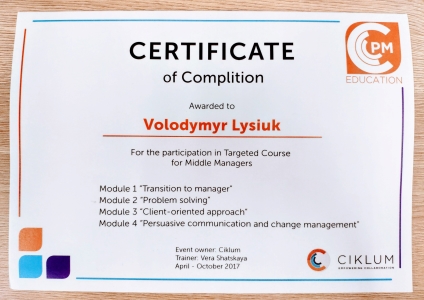 CERTIFICATE
of Complition
PM
EDUCATION
Awarded to
Volodymyr Lysiuk
For the participation in Targeted Course
for Middle Managers
Module 1 "Transition to manager"
Module 2 "Problem solving"
Module 3 "Client-oriented approach"
Module 4 "Persuasive communication and change management"
Event owner: Ciklum
Trainer: Vera Shatskaya
April - October 2017
CIKLUM
EMPOWERING COLLABORATION